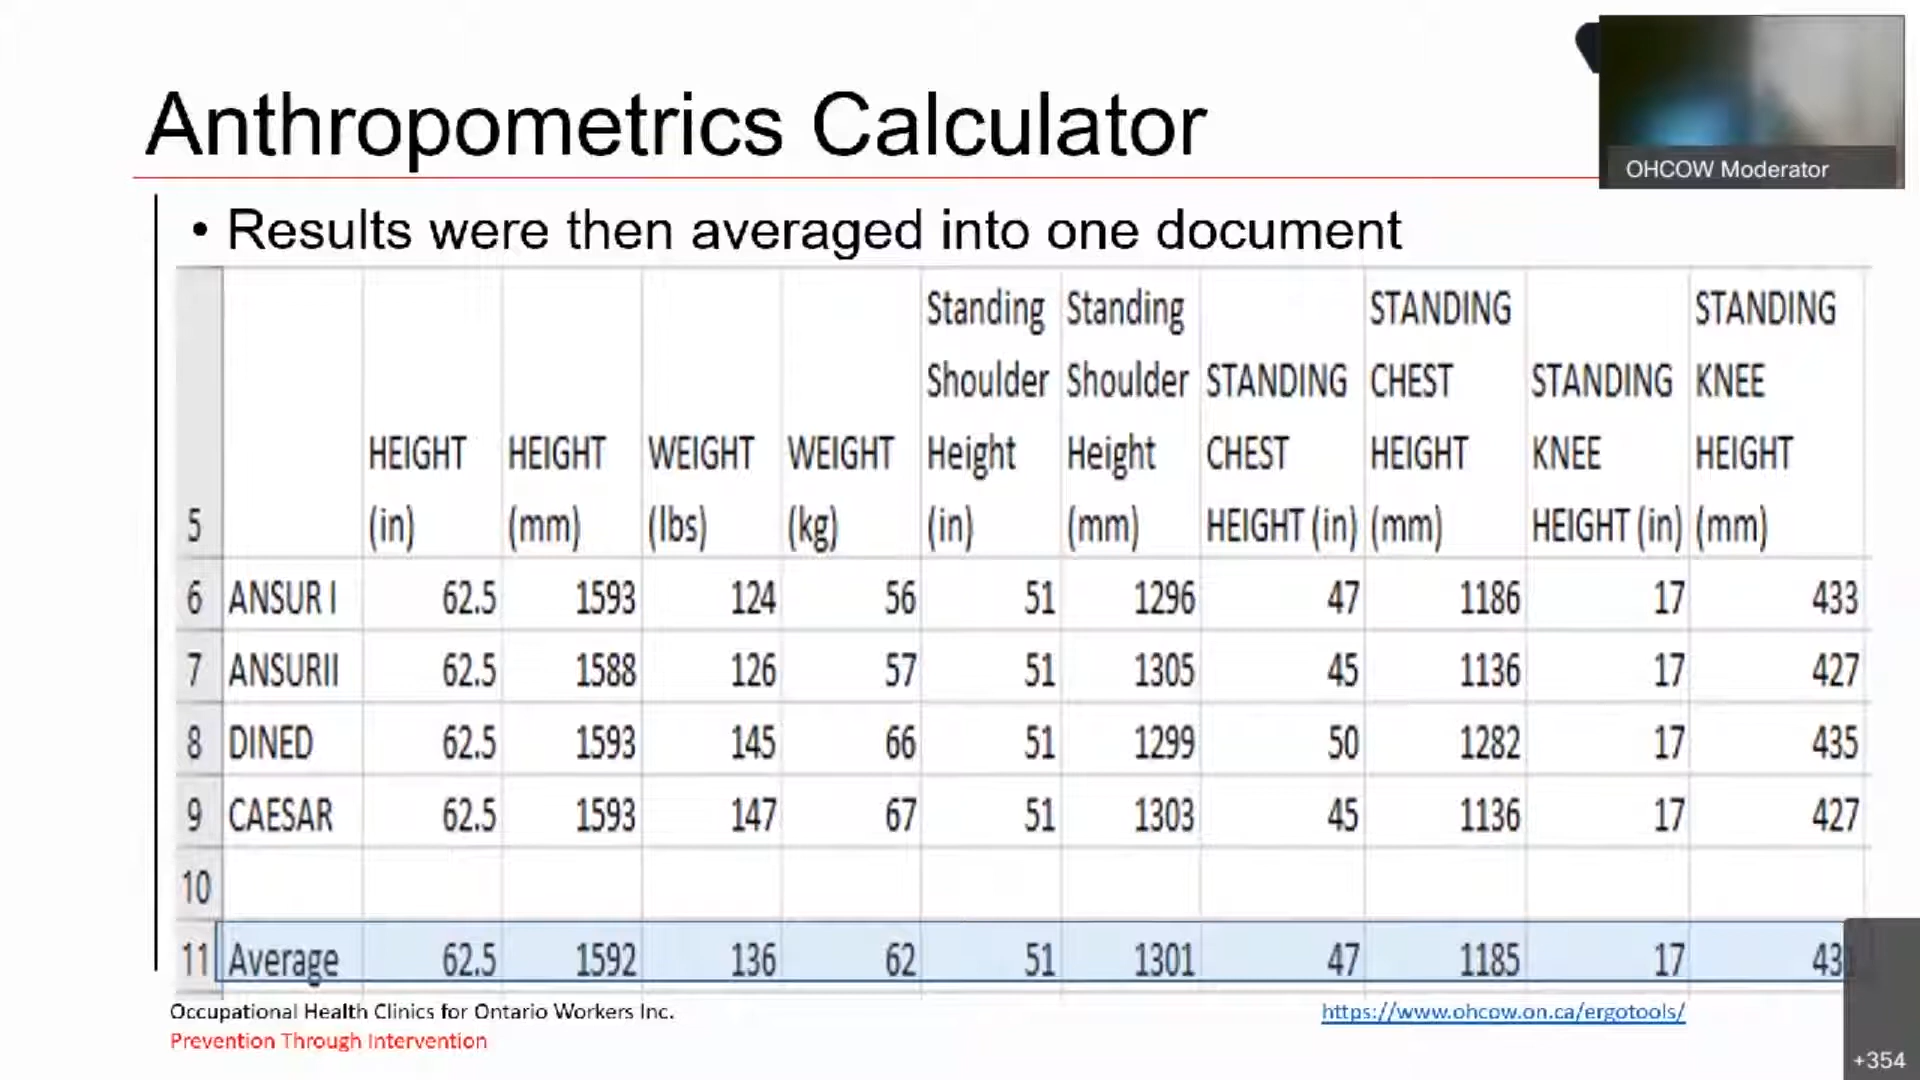 Anthropometrics Calculator
OHCOW Moderator
• Results were then averaged into one document
5 HEIGHT (in) HEIGHT (mm) WEIGHT (lbs) WEIGHT (kg) Standing Shoulder Height (in) Standing Shoulder Height (mm) STANDING CHEST HEIGHT (in) STANDING CHEST HEIGHT (mm) STANDING KNEE HEIGHT (in) STANDING KNEE HEIGHT (mm)
6 ANSUR I 62.5 1593 124 56 51 1296 47 1186 17 433
7 ANSURII 62.5 1588 126 57 51 1305 45 1136 17 427
8 DINED 62.5 1593 145 66 51 1299 50 1282 17 435
9 CAESAR 62.5 1593 147 67 51 1303 45 1136 17 427
10
11 Average 62.5 1592 136 62 51 1301 47 1185 17
Occupational Health Clinics for Ontario Workers Inc.
https://www.ohcow.on.ca/ergotools/
Prevention Through Intervention
+354